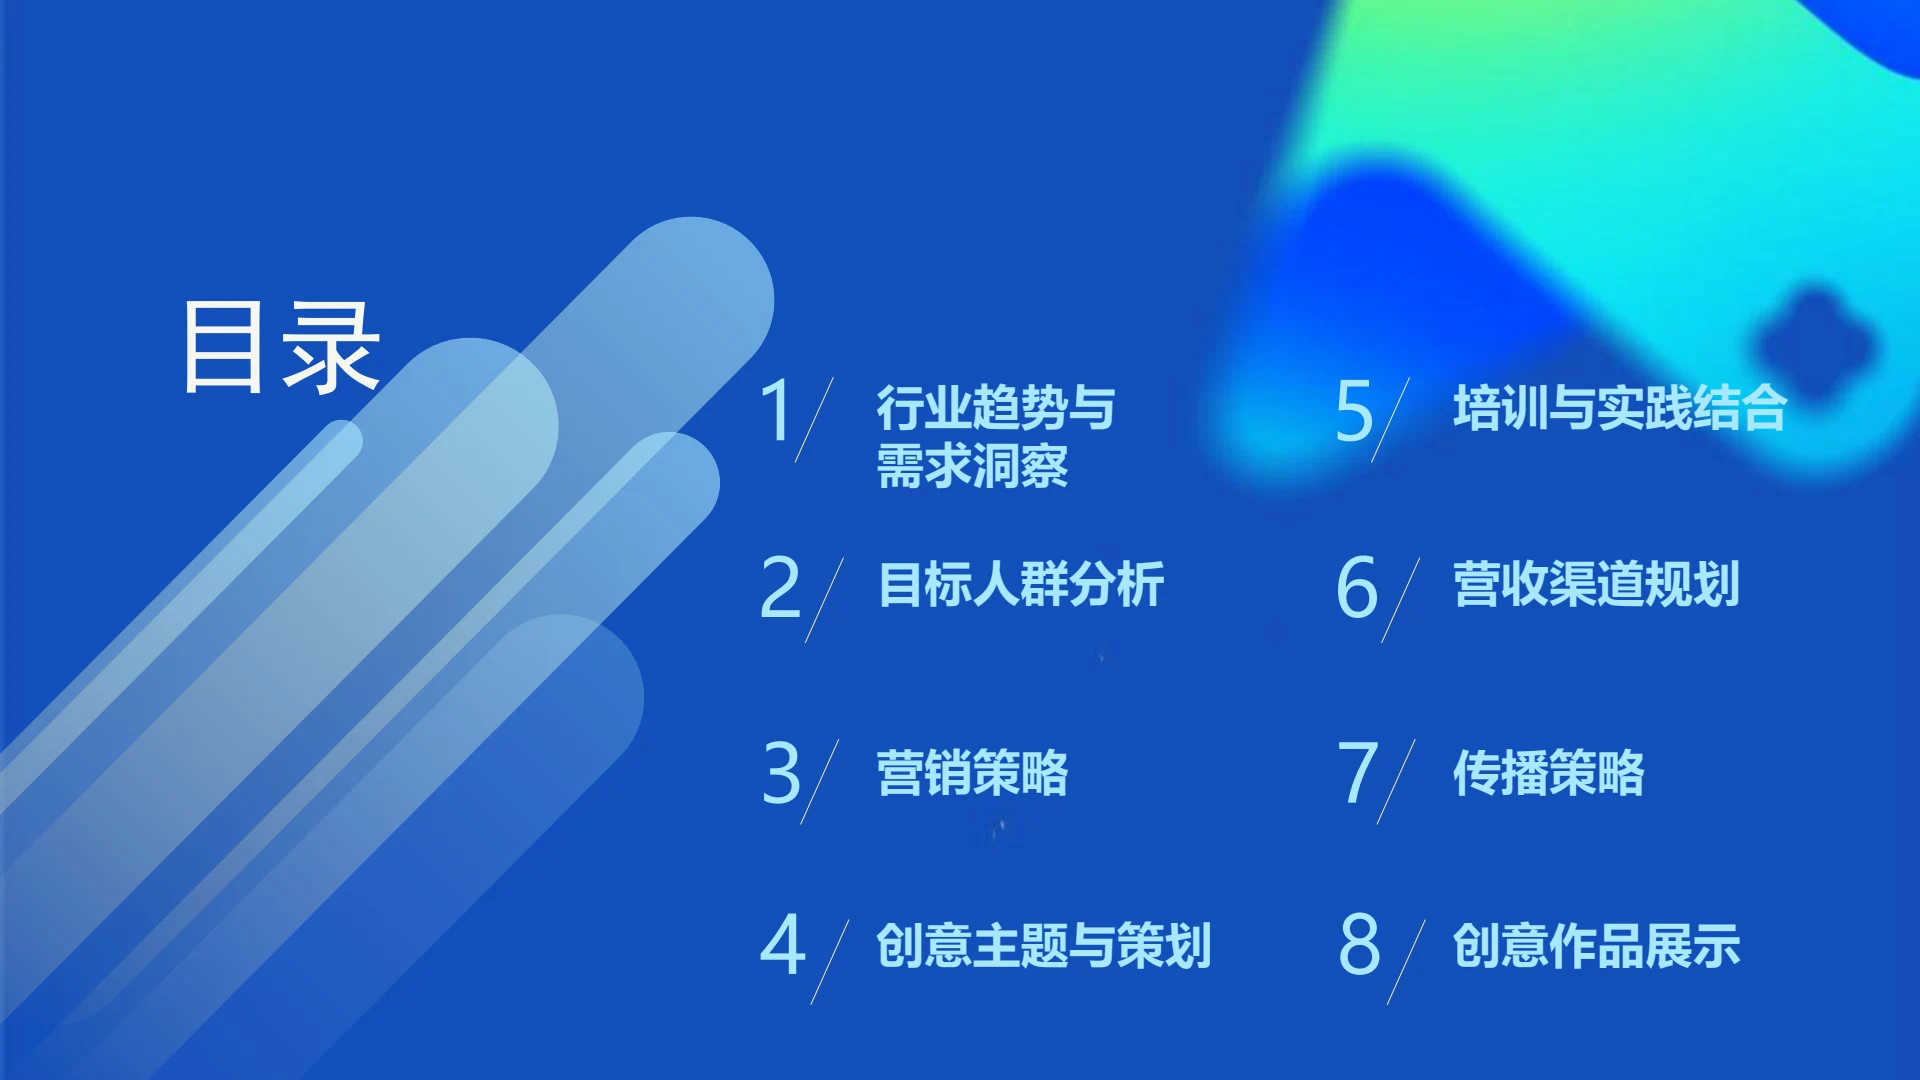 目录
1
行业趋势与
需求洞察
2
目标人群分析
3
营销策略
4
创意主题与策划
5
培训与实践结合
6
营收渠道规划
7
传播策略
8
创意作品展示